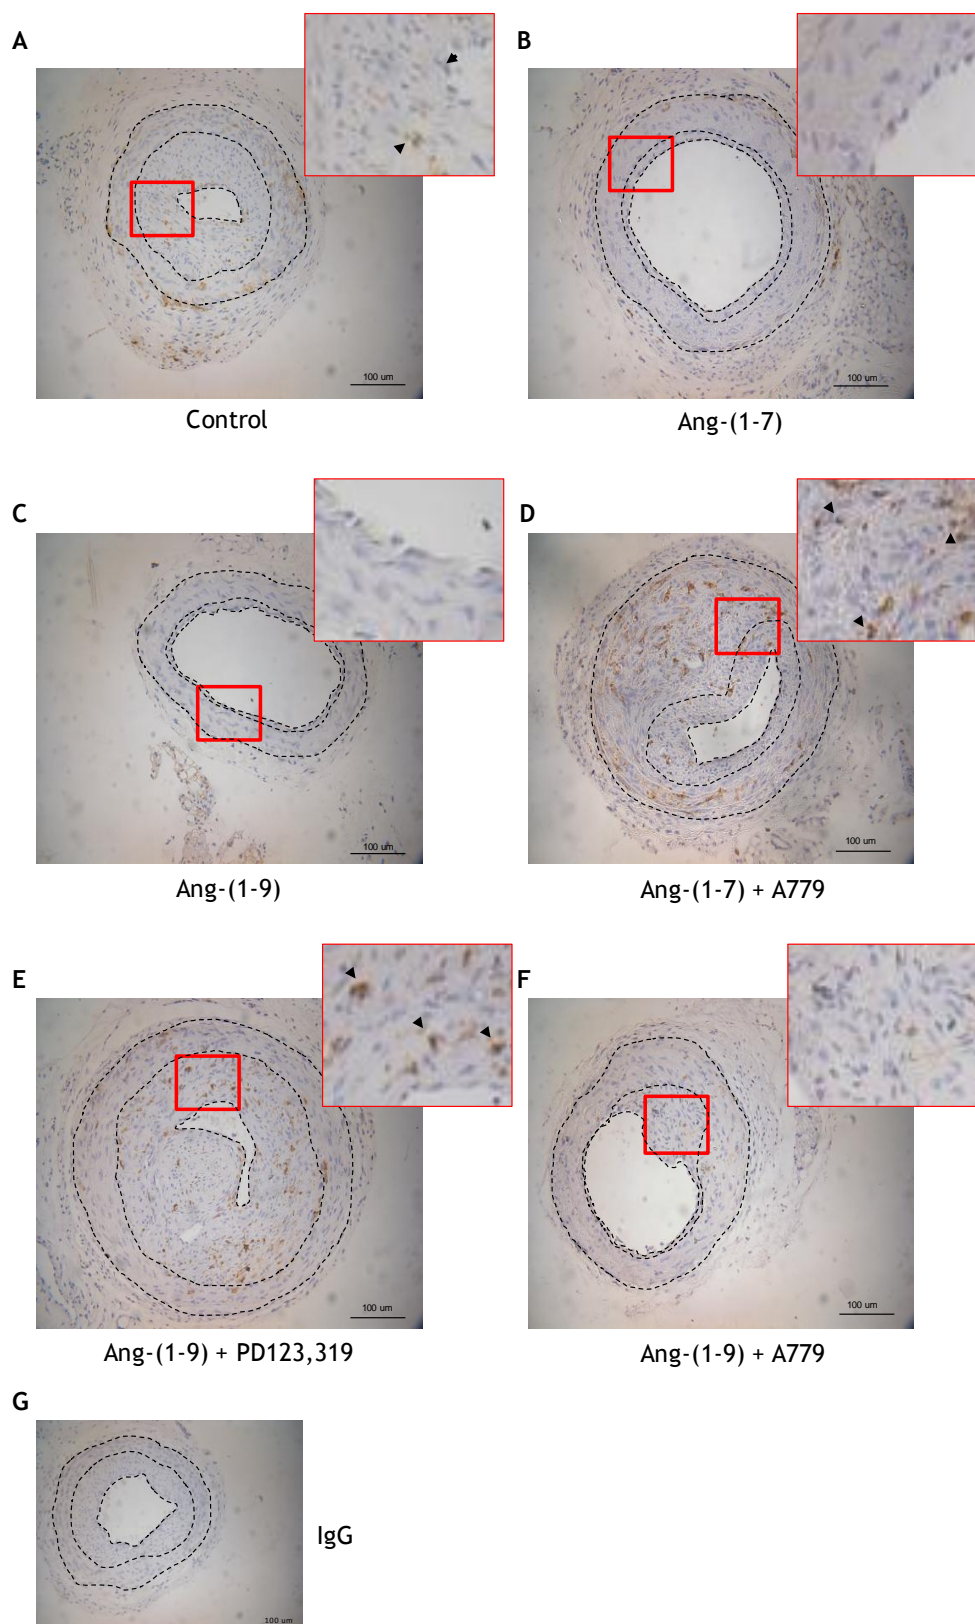 A
B
100 um
100 um
Control
Ang-(1-7)
C
D
100 um
100 um
Ang-(1-9)
Ang-(1-7) + A779
E
F
100 um
100 um
Ang-(1-9) + PD123,319
Ang-(1-9) + A779
G
IgG
100 um